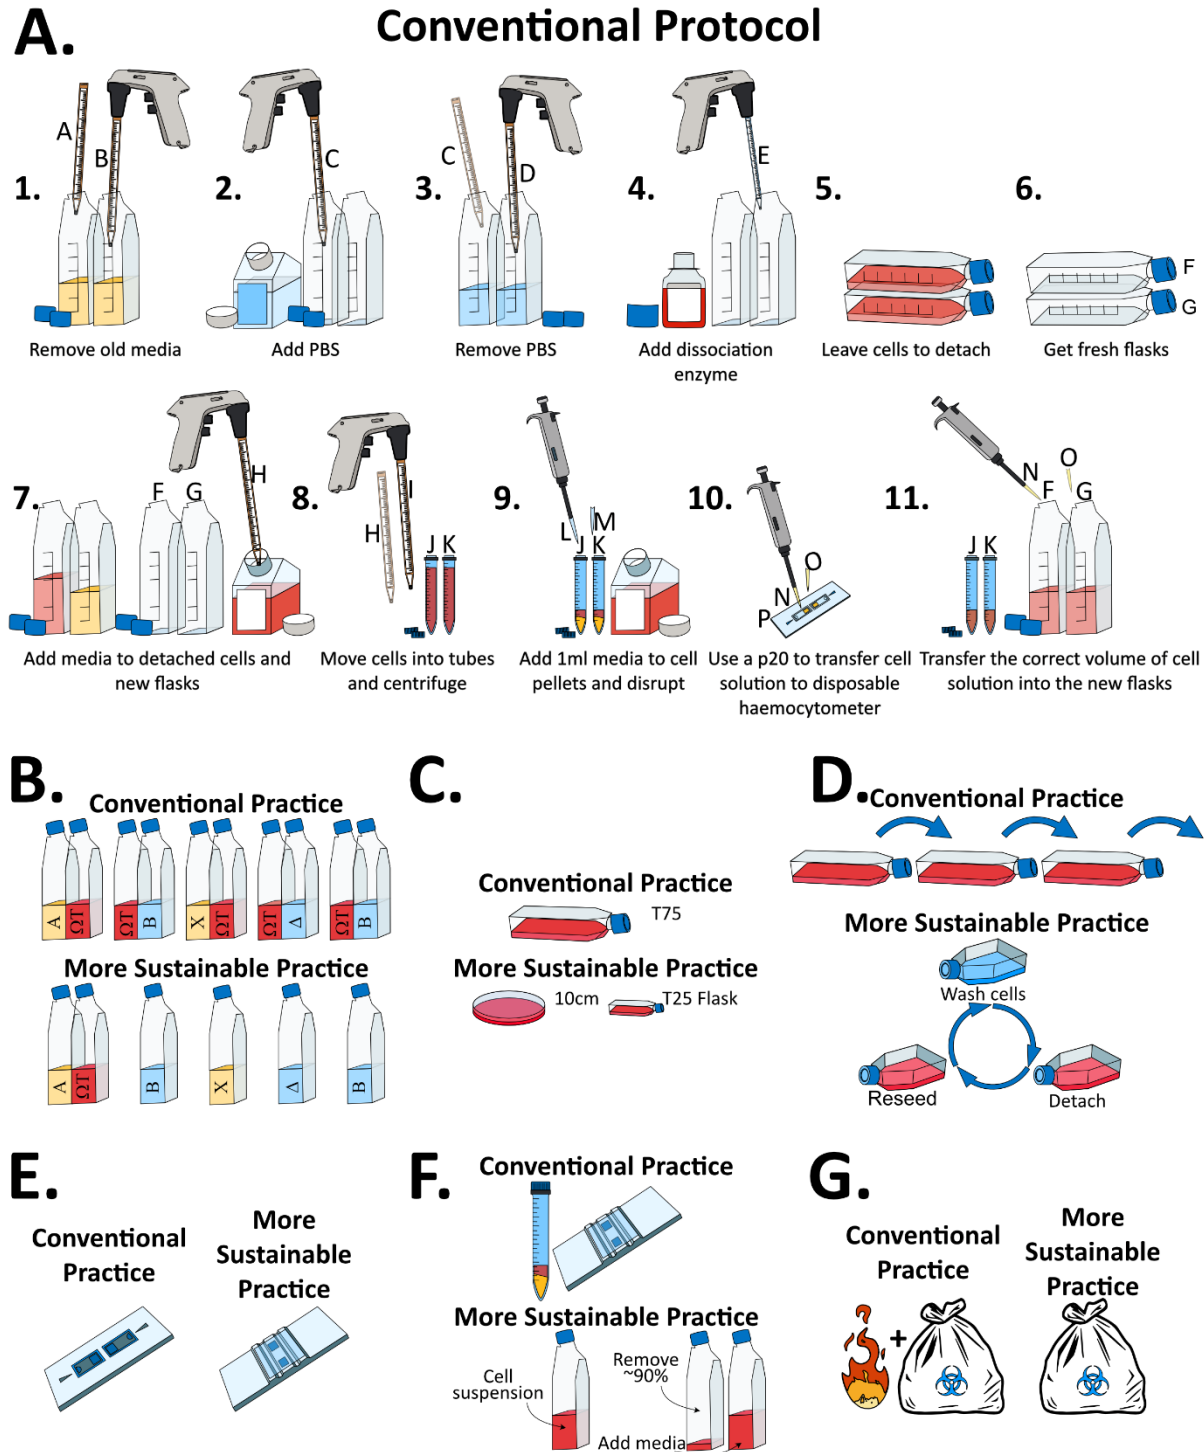 A.
Conventional Protocol
1.
A
B
Remove old media
2.
C
Add PBS
3.
C
D
Remove PBS
4.
E
Add dissociation
enzyme
5.
Leave cells to detach
6.
F
G
Get fresh flasks
7.
F
G
H
Add media to detached cells and
new flasks
8.
H
I
J K
Move cells into tubes
and centrifuge
9.
L
M
J K
Add 1ml media to cell
pellets and disrupt
10.
N
O
P
Use a p20 to transfer cell
solution to disposable
haemocytometer
11.
N
O
F
G
J K
Transfer the correct volume of cell
solution into the new flasks
B.
Conventional Practice
A ΩT ΩT B X ΩT ΩT Δ ΩT B
More Sustainable Practice
A ΩT B X Δ B
C.
Conventional Practice
T75
More Sustainable Practice
10cm T25 Flask
D.
Conventional Practice
More Sustainable Practice
Wash cells
Reseed
Detach
E.
Conventional
Practice
More
Sustainable
Practice
F.
Conventional Practice
More Sustainable Practice
Cell
suspension
Remove
~90%
Add media
G.
Conventional
Practice
More
Sustainable
Practice
+